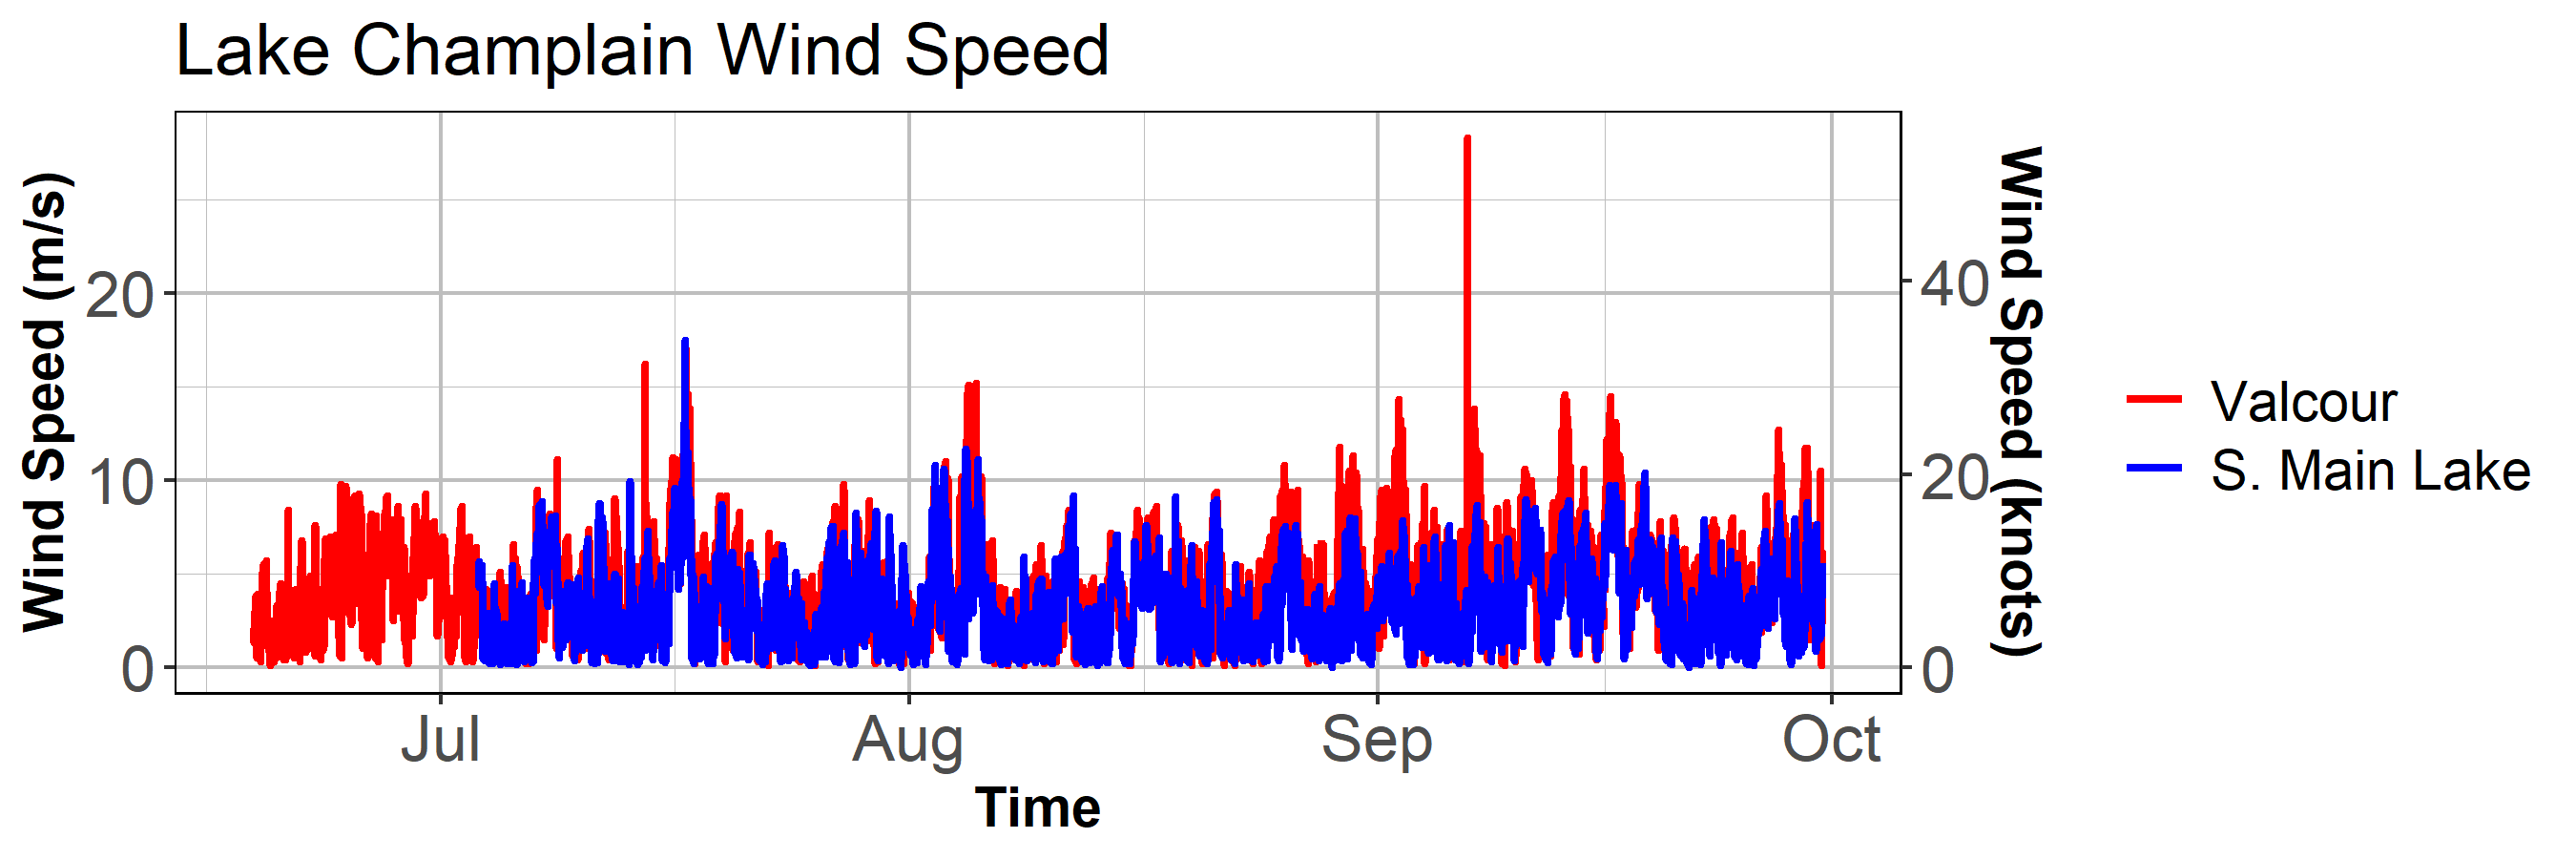 Lake Champlain Wind Speed
Wind Speed (m/s)
20
10
0
40
20
0
Wind Speed (knots)
Jul
Aug
Sep
Oct
Time
Valcour
S. Main Lake